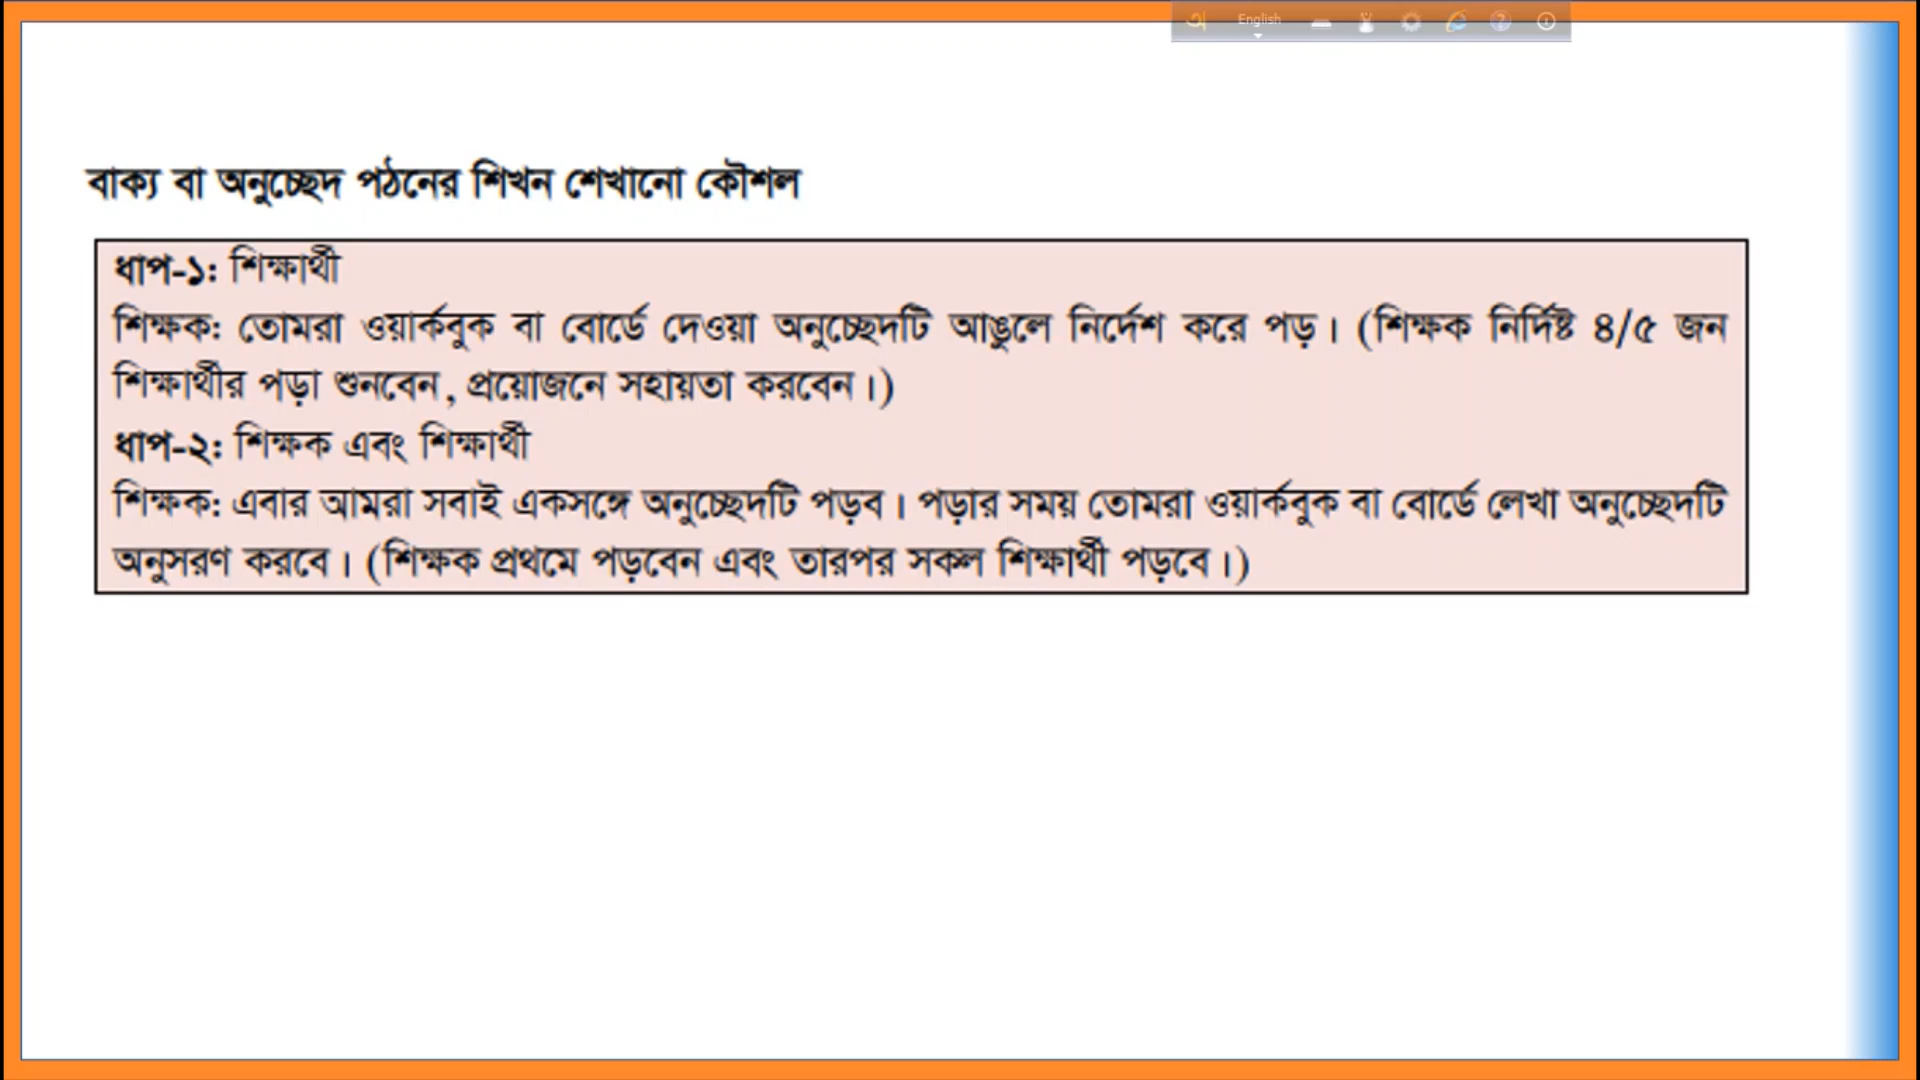 English
বাক্য বা অনুচ্ছেদ পঠনের শিখন শেখানো কৌশল
ধাপ-১: শিক্ষার্থী
শিক্ষক: তোমরা ওয়ার্কবুক বা বোর্ডে দেওয়া অনুচ্ছেদটি আঙুলে নির্দেশ করে পড়। (শিক্ষক নির্দিষ্ট ৪/৫ জন
শিক্ষার্থীর পড়া শুনবেন, প্রয়োজনে সহায়তা করবেন।)
ধাপ-২: শিক্ষক এবং শিক্ষার্থী
শিক্ষক: এবার আমরা সবাই একসঙ্গে অনুচ্ছেদটি পড়ব। পড়ার সময় তোমরা ওয়ার্কবুক বা বোর্ডে লেখা অনুচ্ছেদটি
অনুসরণ করবে। (শিক্ষক প্রথমে পড়বেন এবং তারপর সকল শিক্ষার্থী পড়বে।)